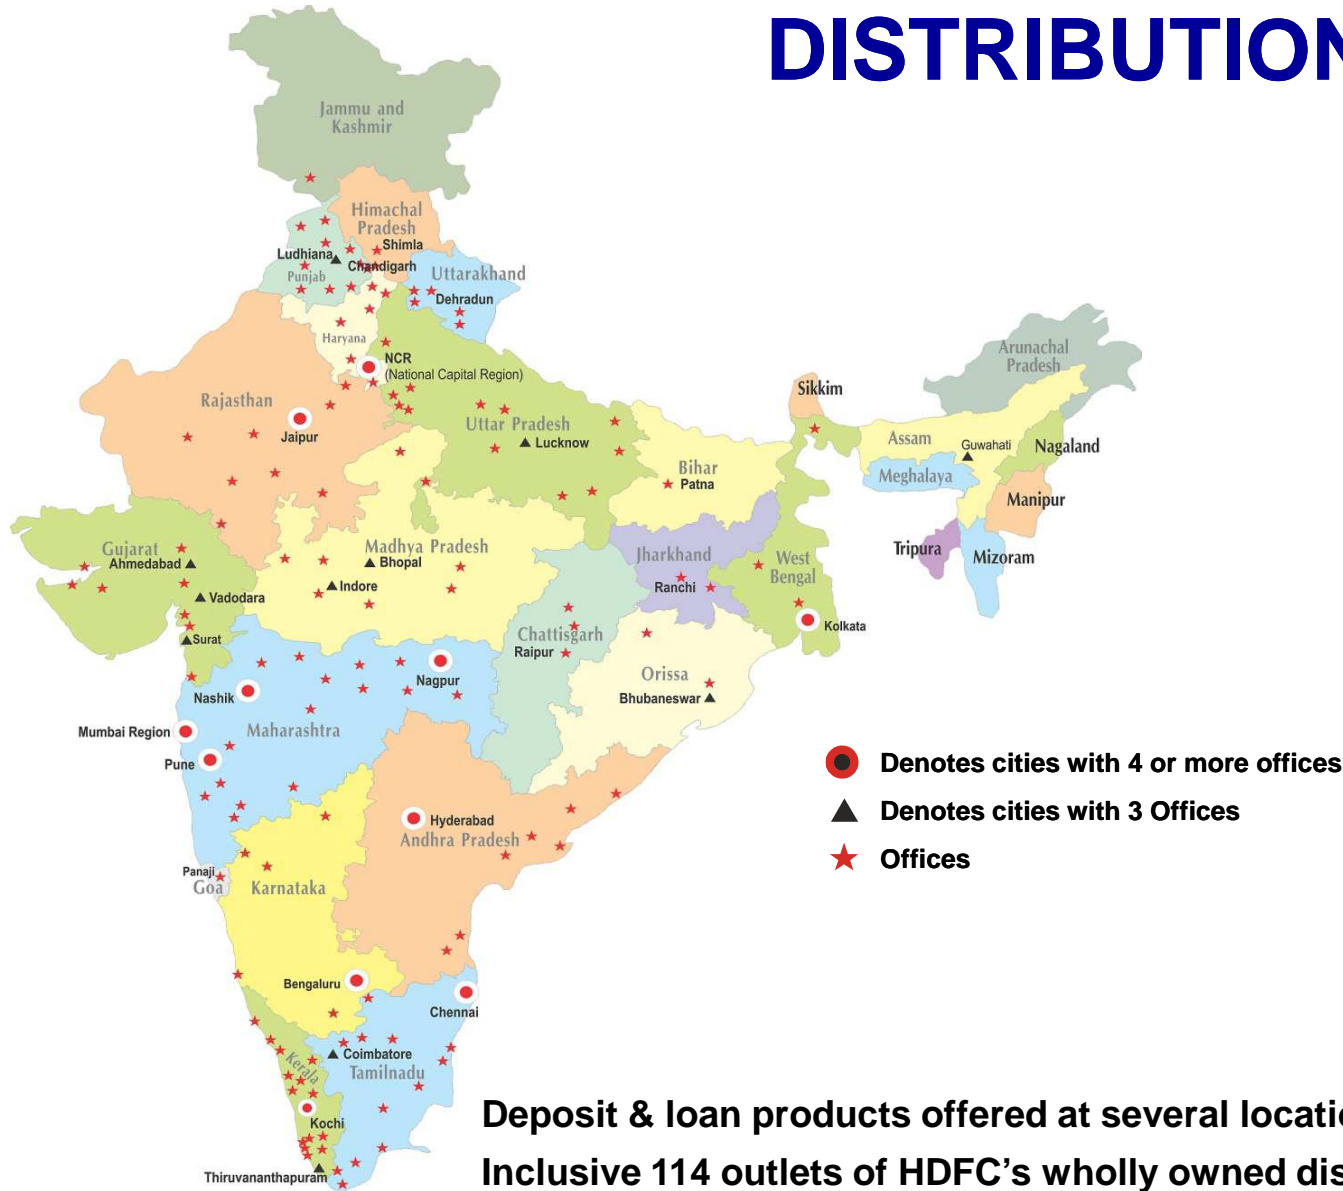 DISTRIBUTION
Jammu and
Kashmir
Himachal
Pradesh
Shimla
Ludhiana
Chandigarh
Punjab
Uttarakhand
Dehradun
Haryana
NCR
(National Capital Region)
Rajasthan
Jaipur
Uttar Pradesh
Lucknow
Sikkim
Arunachal
Pradesh
Assam
Guwahati
Nagaland
Meghalaya
Manipur
Tripura
Mizoram
Bihar
Patna
Gujarat
Ahmedabad
Vadodara
Surat
Madhya Pradesh
Bhopal
Indore
Jharkhand
Ranchi
West
Bengal
Kolkata
Chattisgarh
Raipur
Orissa
Bhubaneswar
Nagpur
Nashik
Maharashtra
Mumbai Region
Pune
Hyderabad
Andhra Pradesh
Panaji
Goa
Karnataka
Bengaluru
Chennai
Coimbatore
Tamilnadu
Kerala
Kochi
Thiruvananthapuram
Denotes cities with 4 or more offices
Denotes cities with 3 Offices
Offices
Deposit & loan products offered at several locati
Inclusive 114 outlets of HDFC’s wholly owned dis